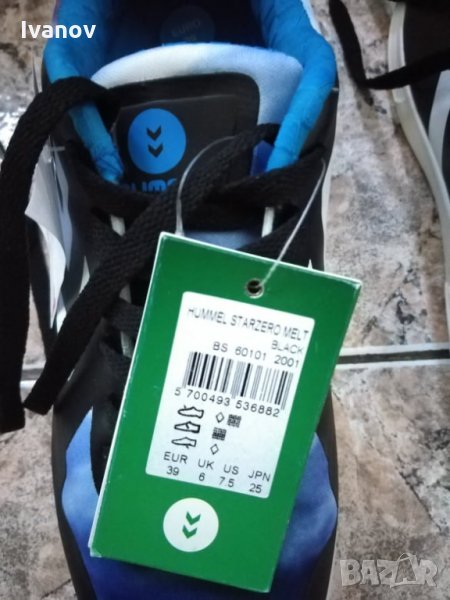 Ivanov
HUMMEL STARZERO MELT
BLACK
BS 60101 2001
5 700493 536882
EUR UK US JPN
39 6 7.5 25
BAZAR